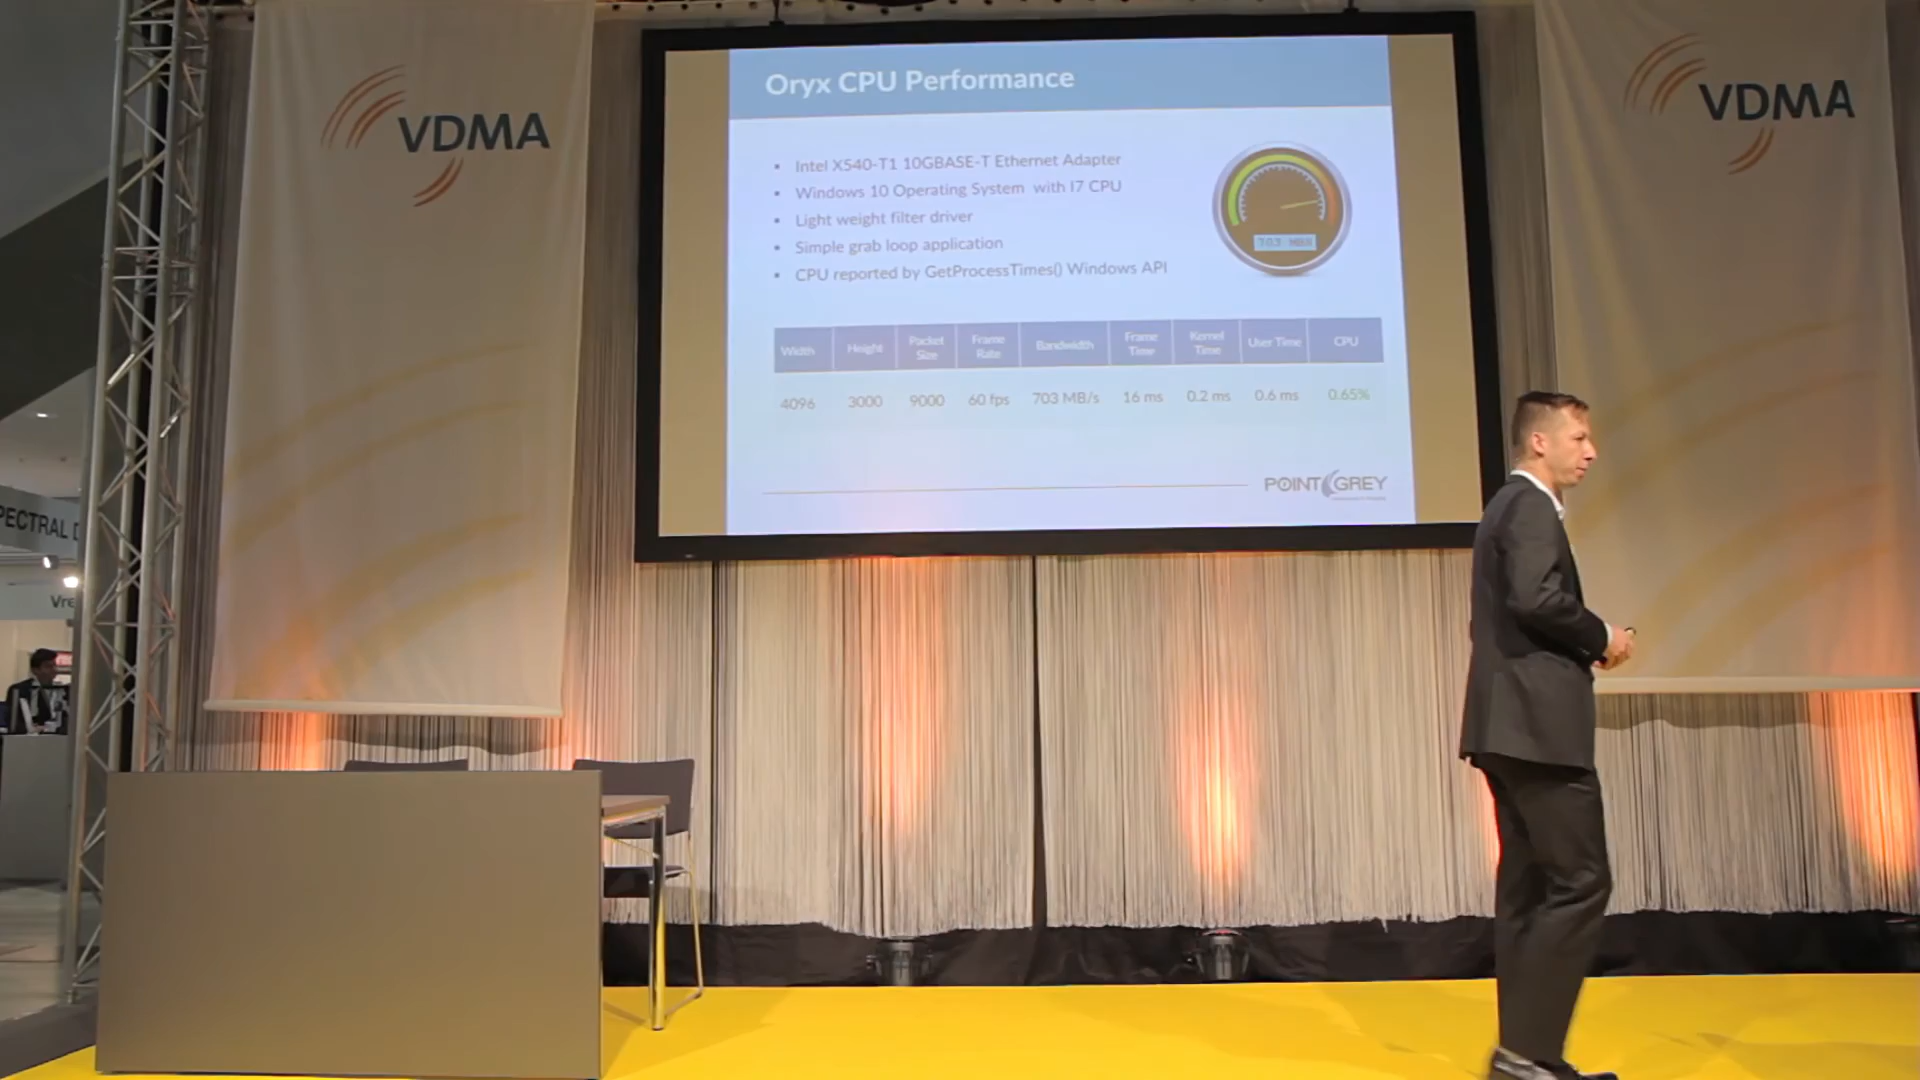 VDMA
Oryx CPU Performance
VDMA
Intel X540-T1 10GBASE-T Ethernet Adapter
Windows 10 Operating System with I7 CPU
Light weight filter driver
Simple grab loop application
CPU reported by GetProcessTimes() Windows API
703 MB/s
Width Height Packet Size Frame Rate Bandwidth Frame Time Kernel Time User Time CPU
4096 3000 9000 60 fps 703 MB/s 16 ms 0.2 ms 0.6 ms 0.65%
POINT GREY
PECTRAL D
Vre